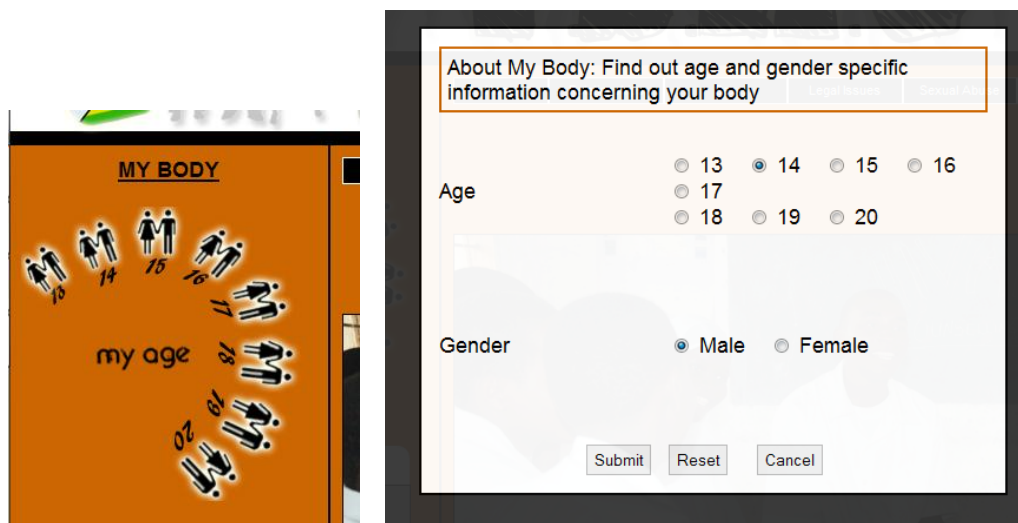 MY BODY
13
14
15
16
17
18
19
20
my age
About My Body: Find out age and gender specific
information concerning your body
Legal Issues
Sexual Abuse
Age
13 14 15 16
17
18 19 20
Gender
Male Female
Submit Reset Cancel